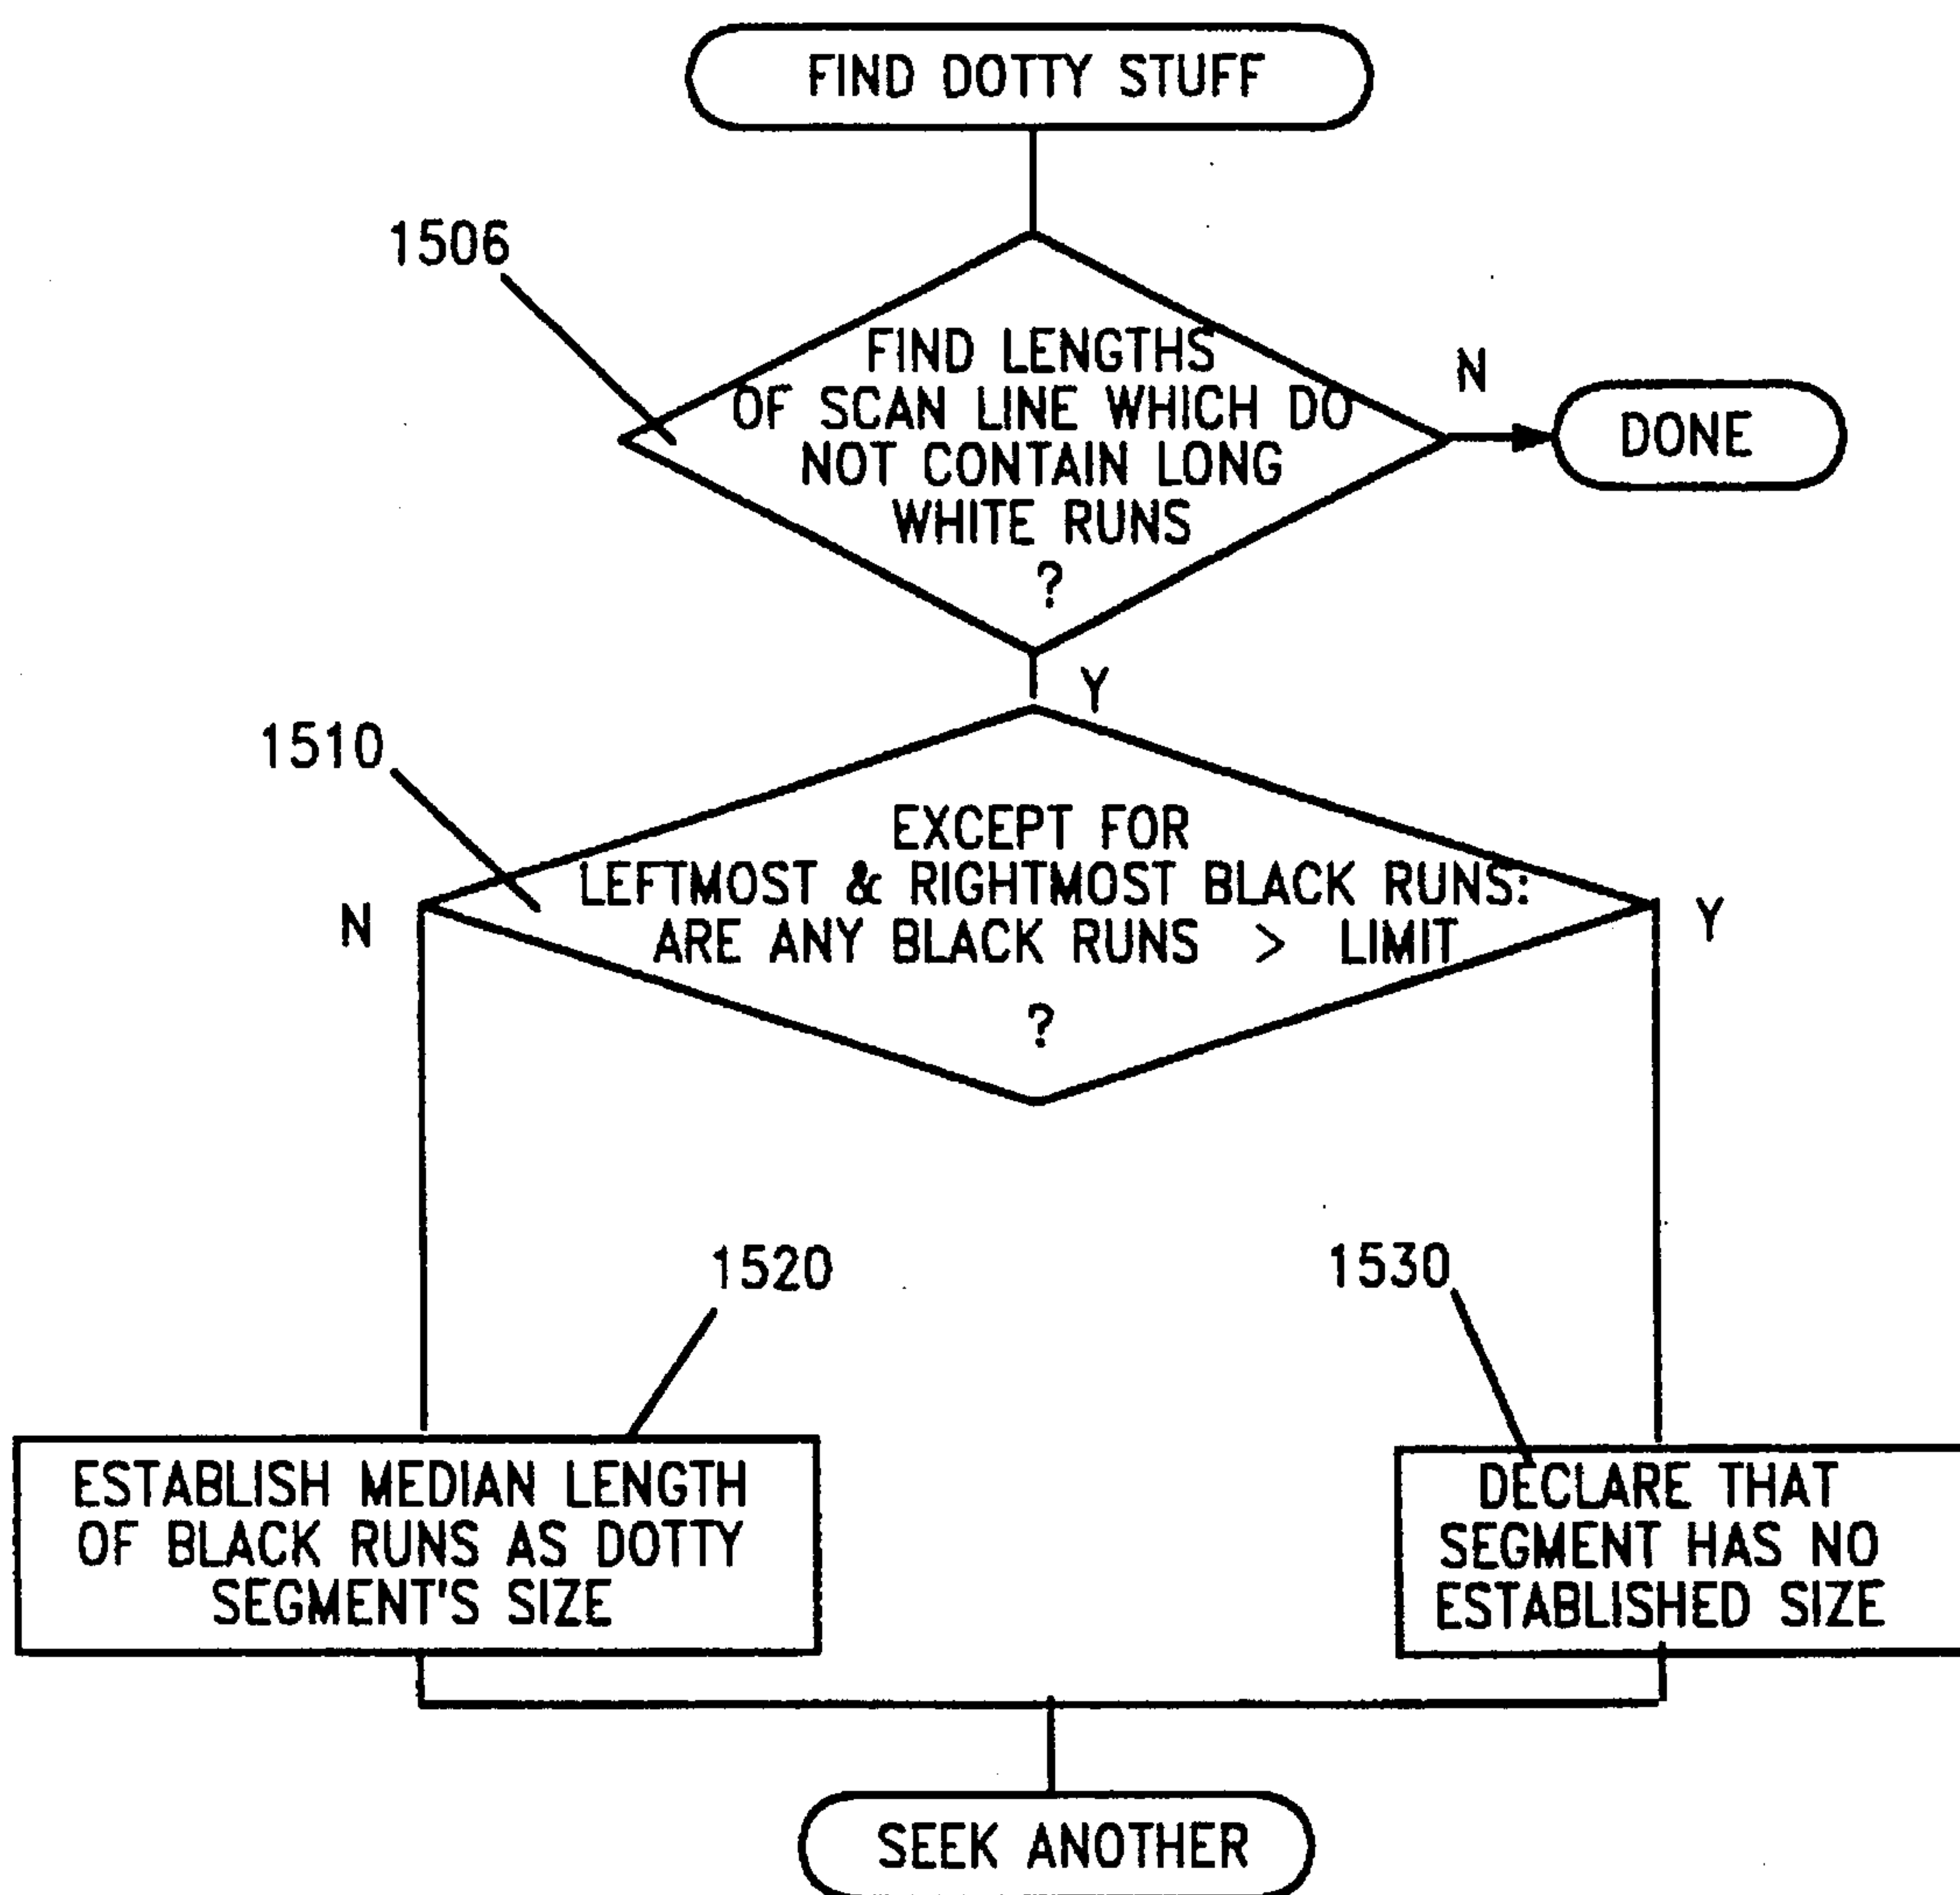 FIND DOTTY STUFF
1506
FIND LENGTHS
OF SCAN LINE WHICH DO
NOT CONTAIN LONG
WHITE RUNS
?
N
DONE
Y
1510
EXCEPT FOR
LEFTMOST & RIGHTMOST BLACK RUNS:
ARE ANY BLACK RUNS > LIMIT
?
N
Y
1520
1530
ESTABLISH MEDIAN LENGTH
OF BLACK RUNS AS DOTTY
SEGMENT'S SIZE
DECLARE THAT
SEGMENT HAS NO
ESTABLISHED SIZE
SEEK ANOTHER